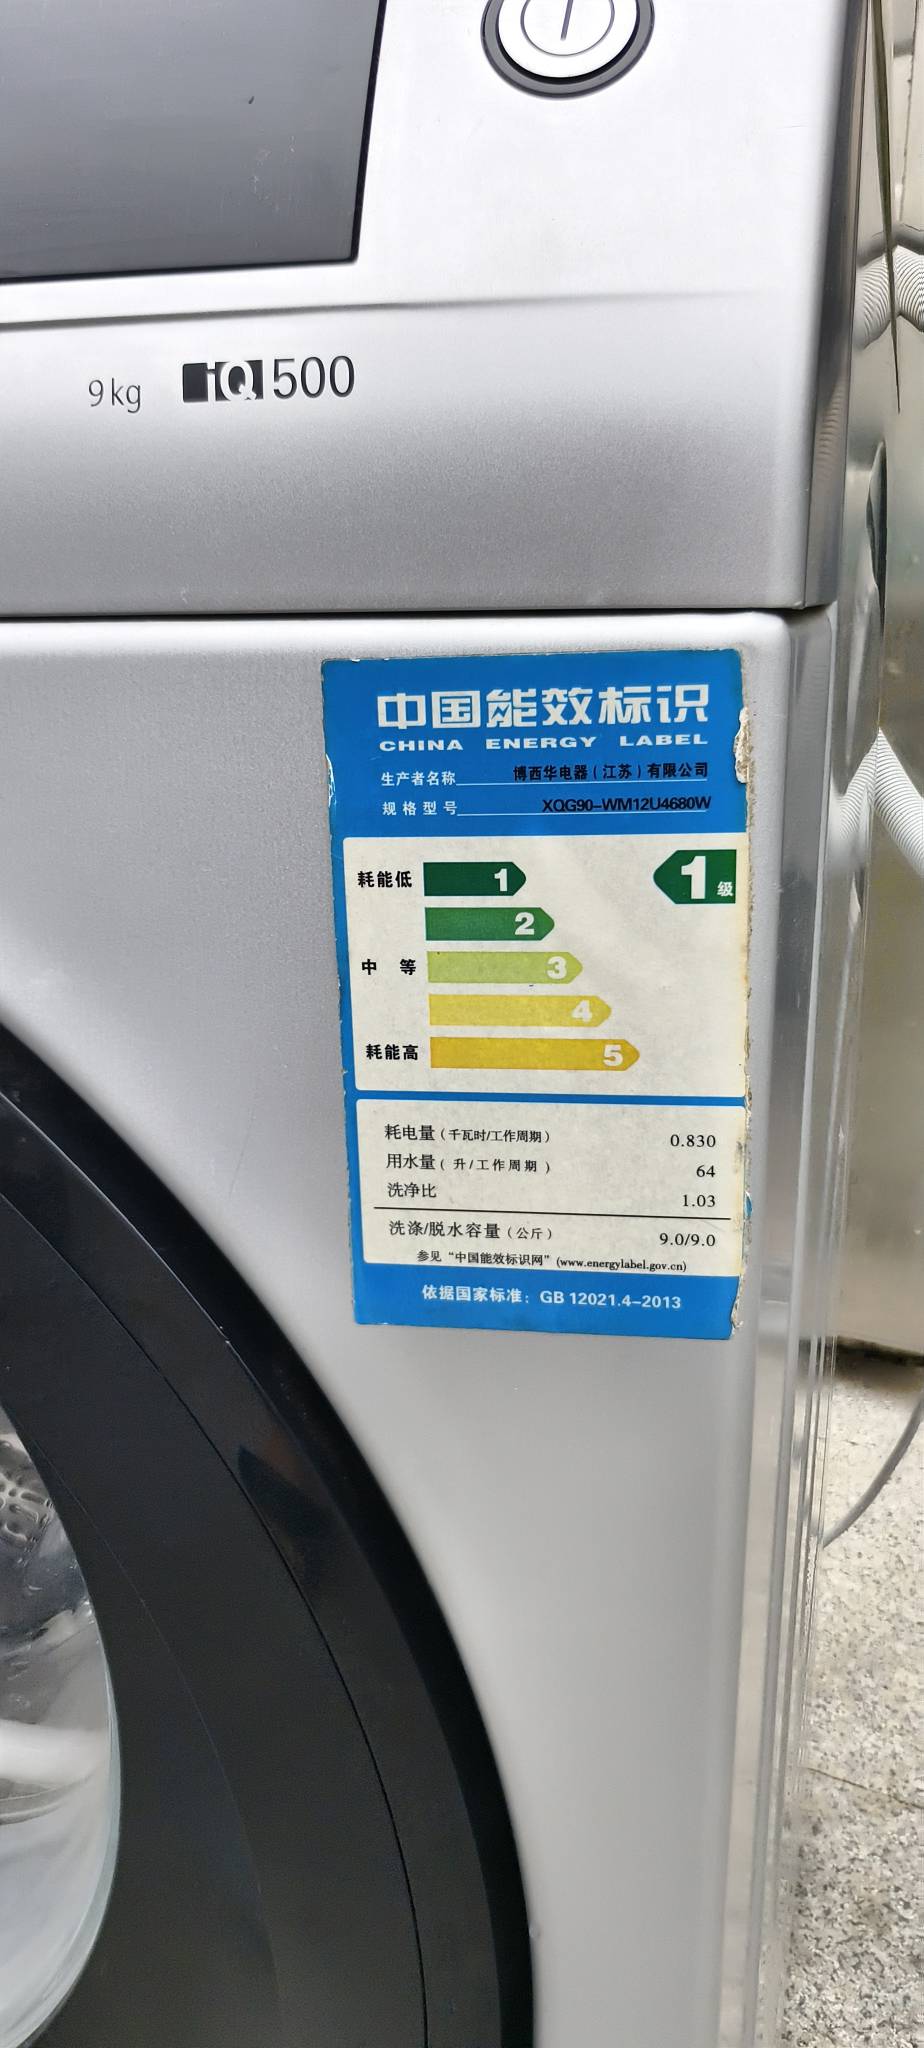 9kg iQ500
中国能效标识
CHINA ENERGY LABEL
生产者名称 博西华电器(江苏)有限公司
规格型号 XQG90-WM12U4680W
耗能低 1 1级
2
中 等 3
4
耗能高 5
耗电量(千瓦时/工作周期) 0.830
用水量(升/工作周期) 64
洗净比 1.03
洗涤/脱水容量(公斤) 9.0/9.0
参见“中国能效标识网”(www.energylabel.gov.cn)
依据国家标准:GB 12021.4-2013